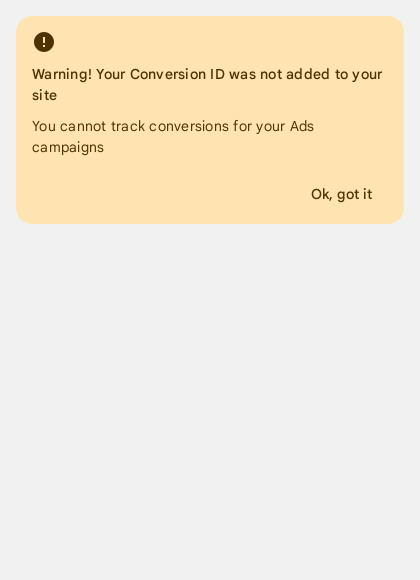 Warning! Your Conversion ID was not added to your
site
You cannot track conversions for your Ads
campaigns
Ok, got it